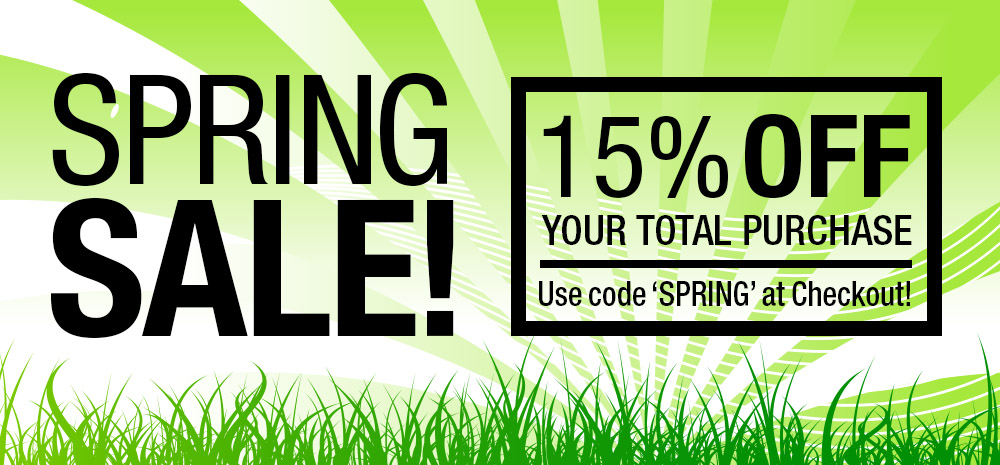 SPRING
SALE!
15% OFF
YOUR TOTAL PURCHASE
Use code ‘SPRING’ at Checkout!